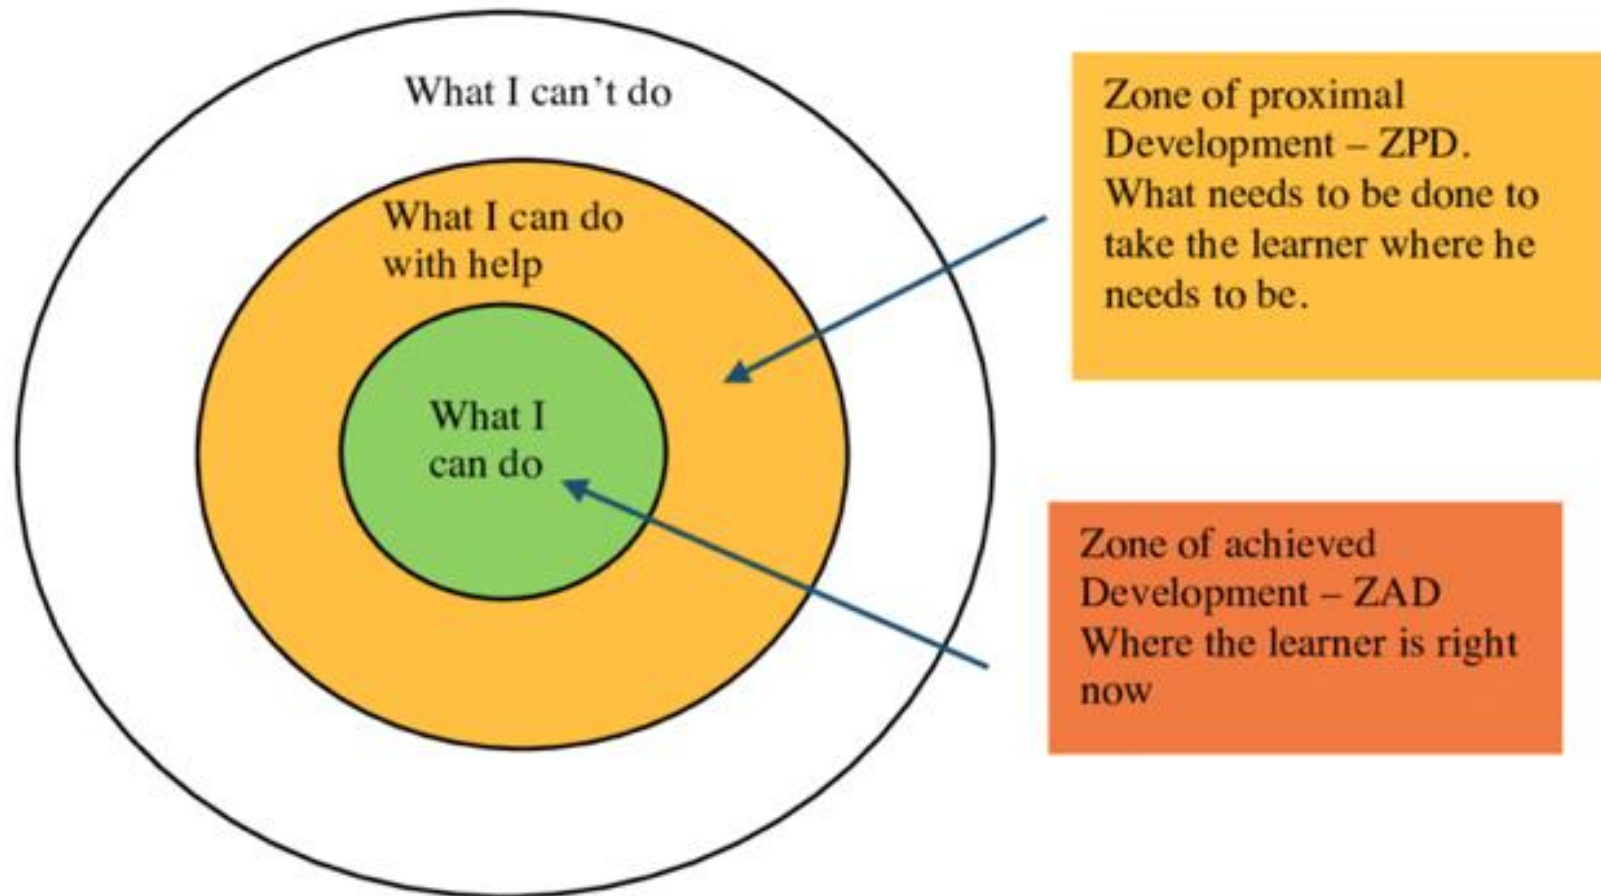 What I can't do
What I can do
with help
What I
can do
Zone of proximal
Development – ZPD.
What needs to be done to
take the learner where he
needs to be.
Zone of achieved
Development – ZAD
Where the learner is right
now